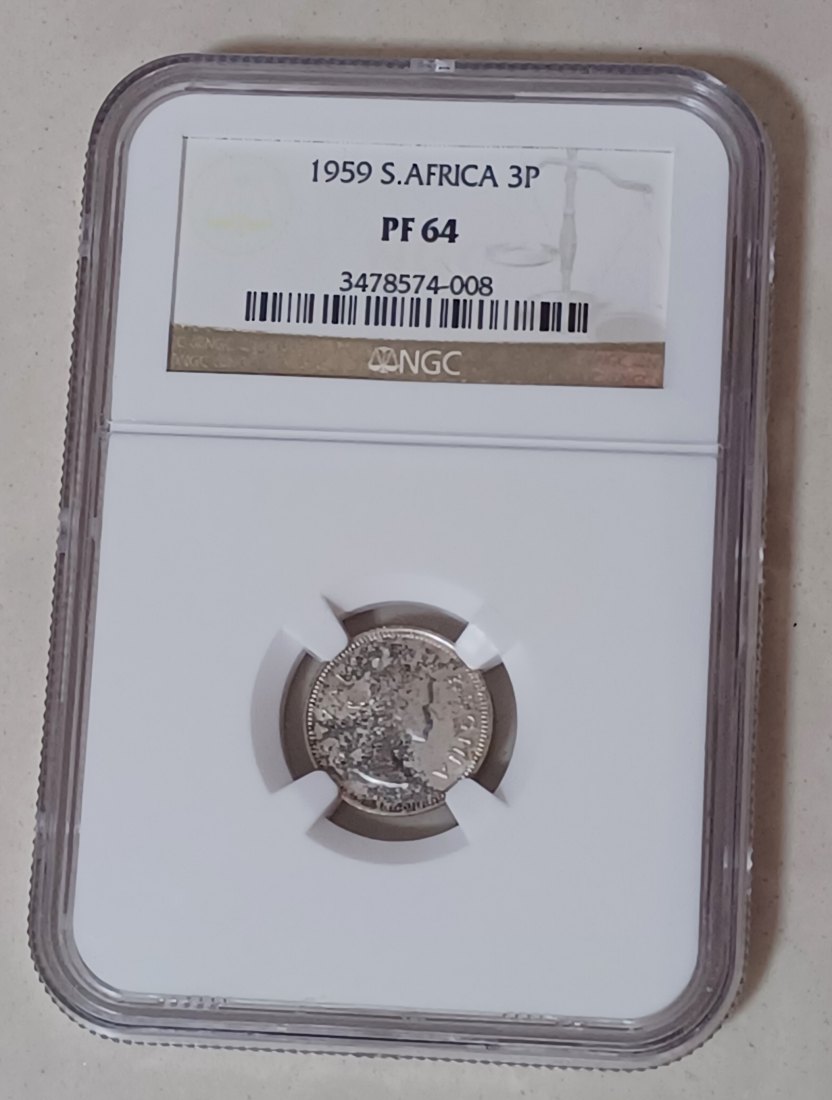 1959 S.AFRICA 3P
PF 64
3478574-008
NGC